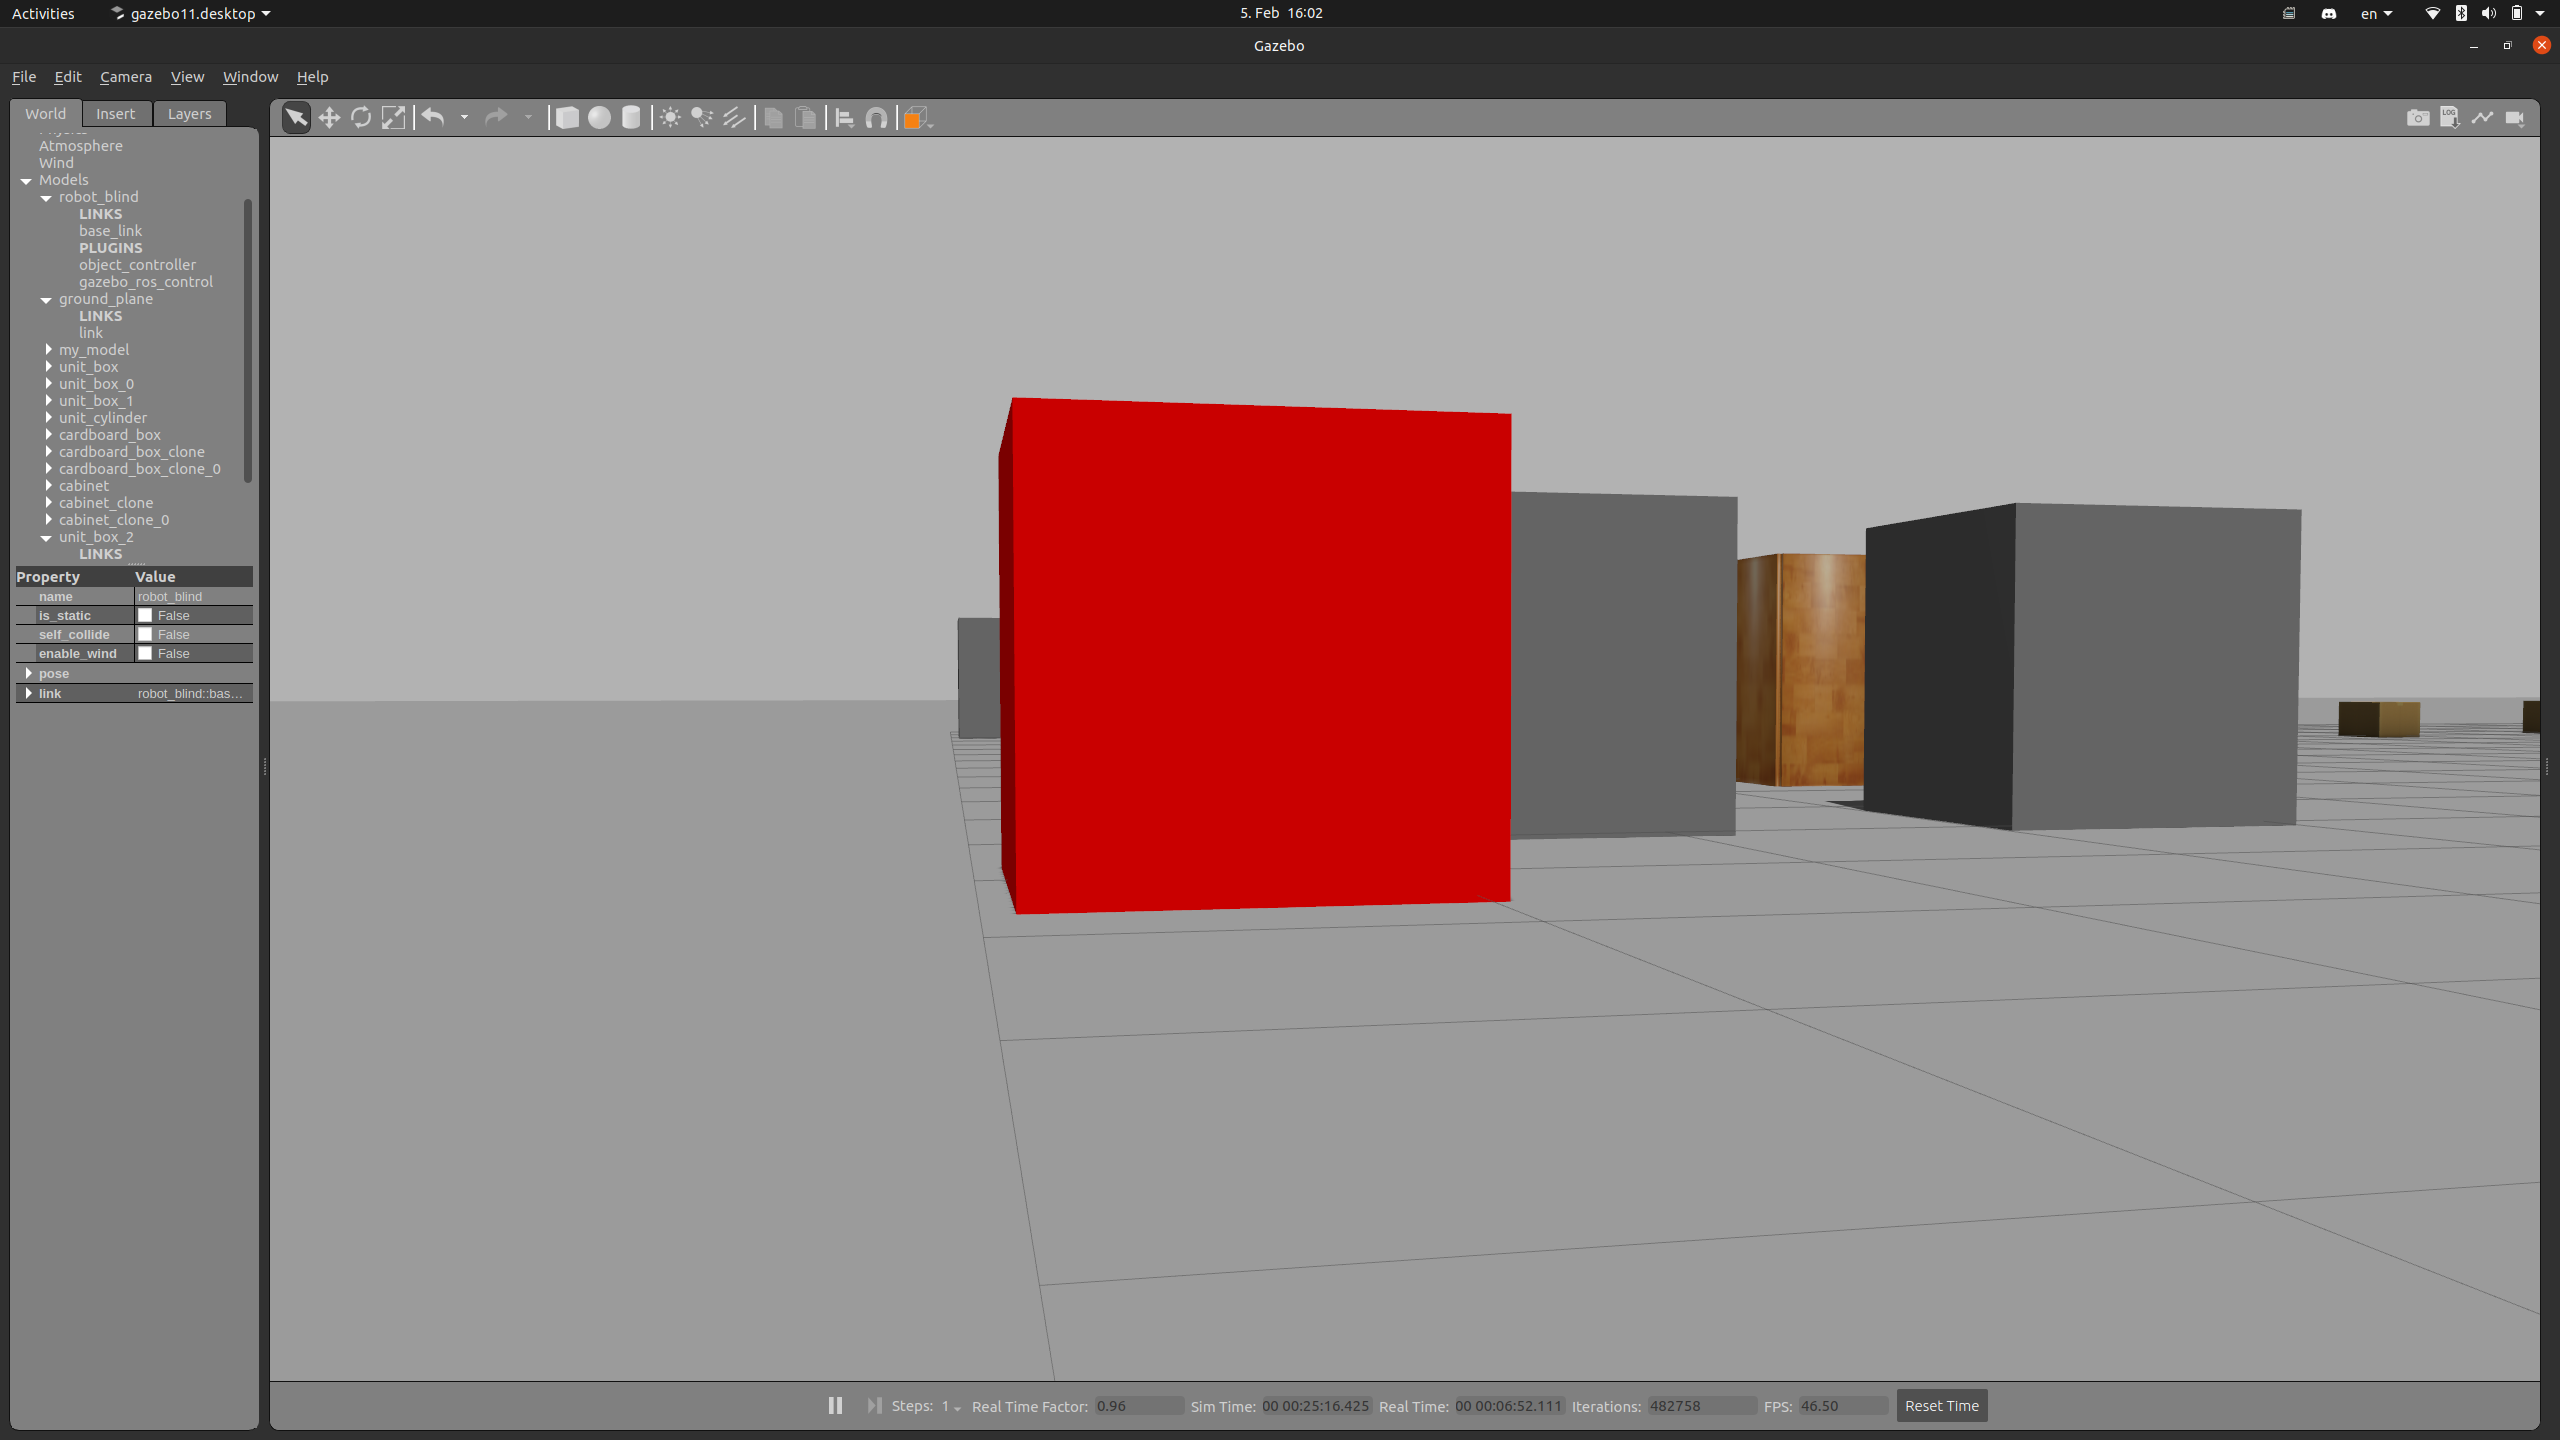 Activities gazebo11.desktop 5. Feb 16:02 en
Gazebo
File Edit Camera View Window Help
World Insert Layers
LOG
Atmosphere
Wind
Models
robot_blind
LINKS
base_link
PLUGINS
object_controller
gazebo_ros_control
ground_plane
LINKS
link
my_model
unit_box
unit_box_0
unit_box_1
unit_cylinder
cardboard_box
cardboard_box_clone
cardboard_box_clone_0
cabinet
cabinet_clone
cabinet_clone_0
unit_box_2
LINKS
Property Value
name robot_blind
is_static False
self_collide False
enable_wind False
pose
link robot_blind::bas...
Steps: 1 Real Time Factor: 0.96 Sim Time: 00 00:25:16.425 Real Time: 00 00:06:52.111 Iterations: 482758 FPS: 46.50 Reset Time